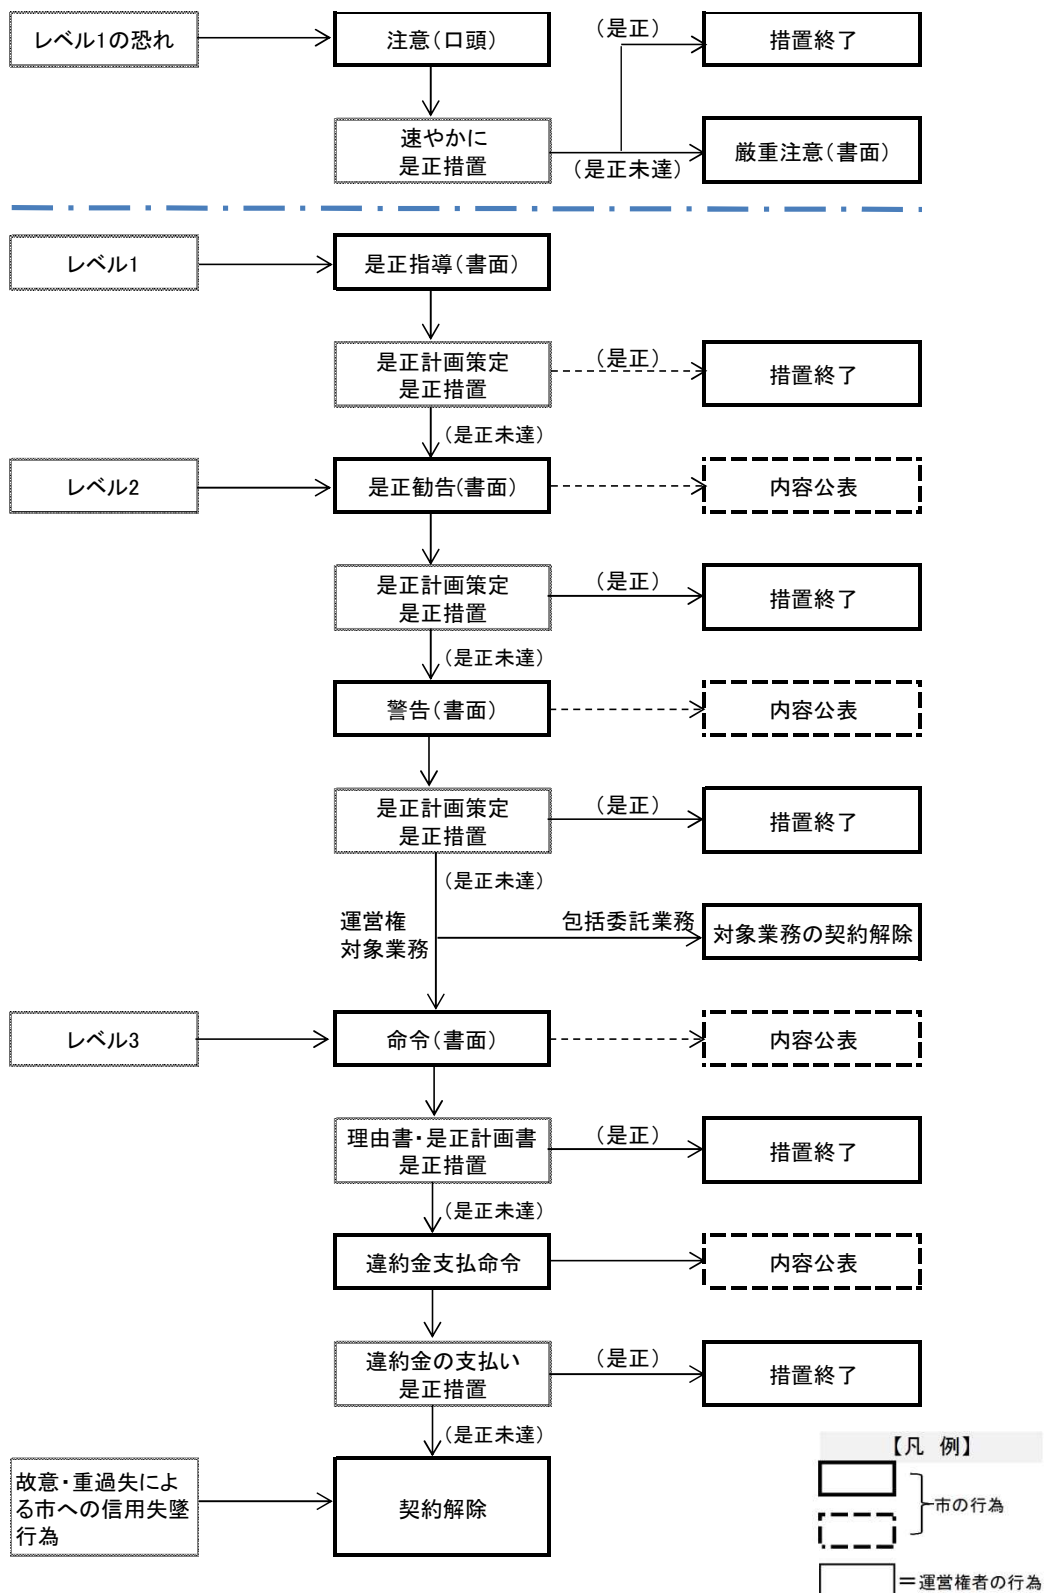 レベル1の恐れ
注意(口頭)
(是正)
措置終了
速やかに
是正措置
(是正未達)
厳重注意(書面)
レベル1
是正指導(書面)
是正計画策定
是正措置
(是正)
措置終了
(是正未達)
レベル2
是正勧告(書面)
内容公表
是正計画策定
是正措置
(是正)
措置終了
(是正未達)
警告(書面)
内容公表
是正計画策定
是正措置
(是正)
措置終了
(是正未達)
運営権
対象業務
包括委託業務
対象業務の契約解除
レベル3
命令(書面)
内容公表
理由書・是正計画書
是正措置
(是正)
措置終了
(是正未達)
違約金支払命令
内容公表
違約金の支払い
是正措置
(是正)
措置終了
(是正未達)
故意・重過失によ
る市への信用失墜
行為
契約解除
【凡 例】
市の行為
=運営権者の行為